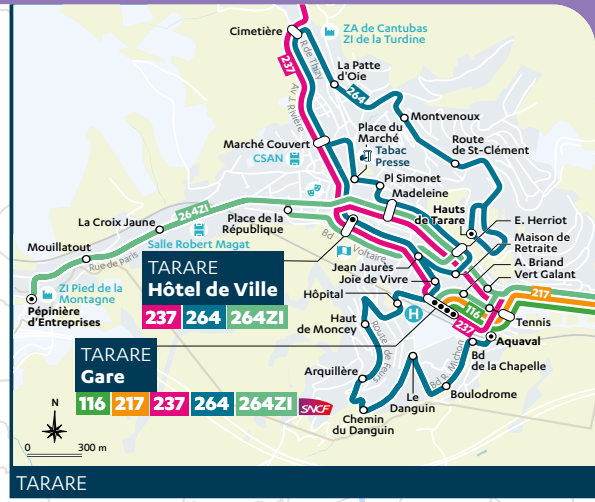 Cimetière
ZA de Cantubas
ZI de la Turdine
237
R de Thizy
La Patte
d'Oie
264
Av. T.
Rivière
Montvenoux
Place du
Marché
Route
de St-Clément
Marché Couvert
CSAN
Tabac
Presse
Pl Simonet
Madeleine
264ZI
Hauts
de Tarare
E. Herriot
La Croix Jaune
Place de la
République
Maison de
Retraite
Mouillatout
Salle Robert Magat
Bd Voltaire
A. Briand
Rue de Paris
Jean Jaurès
Vert Galant
TARARE
Hôtel de Ville
237 264 264ZI
Joie de Vivre
ZI Pied de la
Montagne
Hôpital
H
217
Pépinière
d'Entreprises
116
237
Tennis
Haut
de Moncey
Route de Feurs
Aquaval
TARARE
Gare
116 217 237 264 264ZI
SNCF
Bd
de la Chapelle
Bd R. Michon
Arquillère
Le
Danguin
Boulodrome
Chemin
du Danguin
N
0 300 m
TARARE